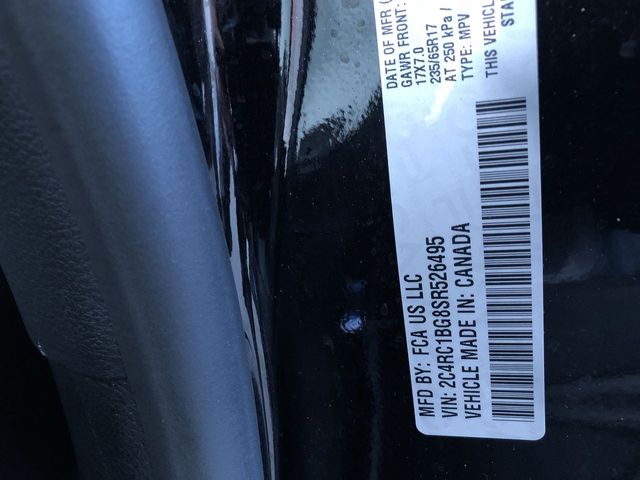 MFD BY: FCA US LLC
DATE OF MFR
GAWR FRONT:
17X7.0
235/65R17
AT 250 kPa /
VIN: 2C4RC1BG8SR526495
TYPE: MPV
VEHICLE MADE IN: CANADA
THIS VEHICL
STA